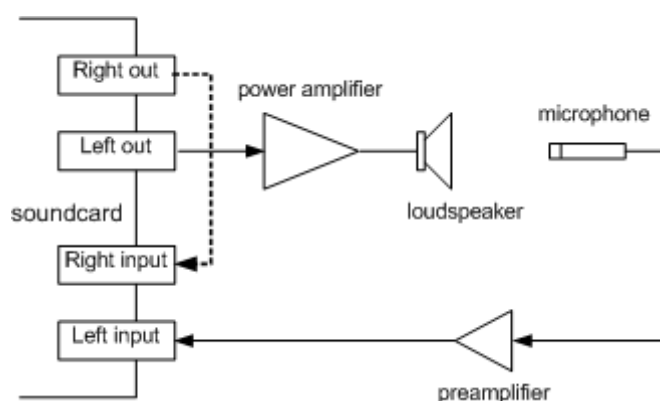 Right out
power amplifier
microphone
Left out
loudspeaker
soundcard
Right input
Left input
preamplifier